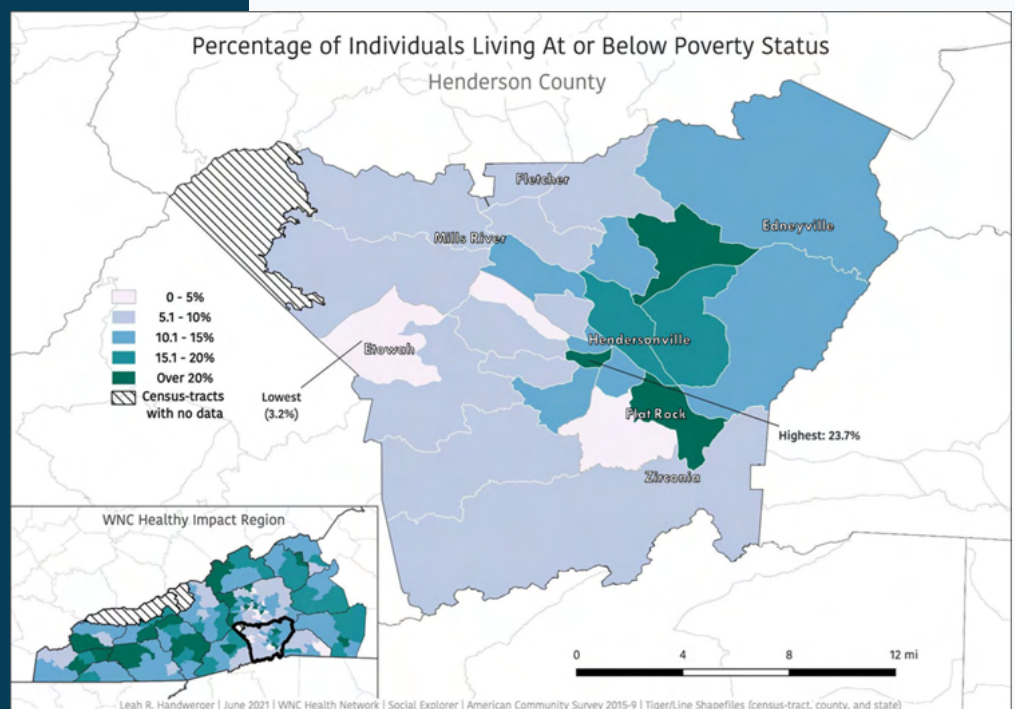 Percentage of Individuals Living At or Below Poverty Status
Henderson County
Fletcher
Edneyville
Mills River
0 - 5%
5.1 - 10%
10.1 - 15%
15.1 - 20%
Over 20%
Census-tracts
with no data
Hendersonville
Etowah
Lowest
(3.2%)
Flat Rock
Highest: 23.7%
Zirconia
WNC Healthy Impact Region
0 4 8 12 mi
Leah R. Handwerger | June 2021 | WNC Health Network | Social Explorer | American Community Survey 2015-9 | Tiger/Line Shapefiles (census-tract, county, and state)